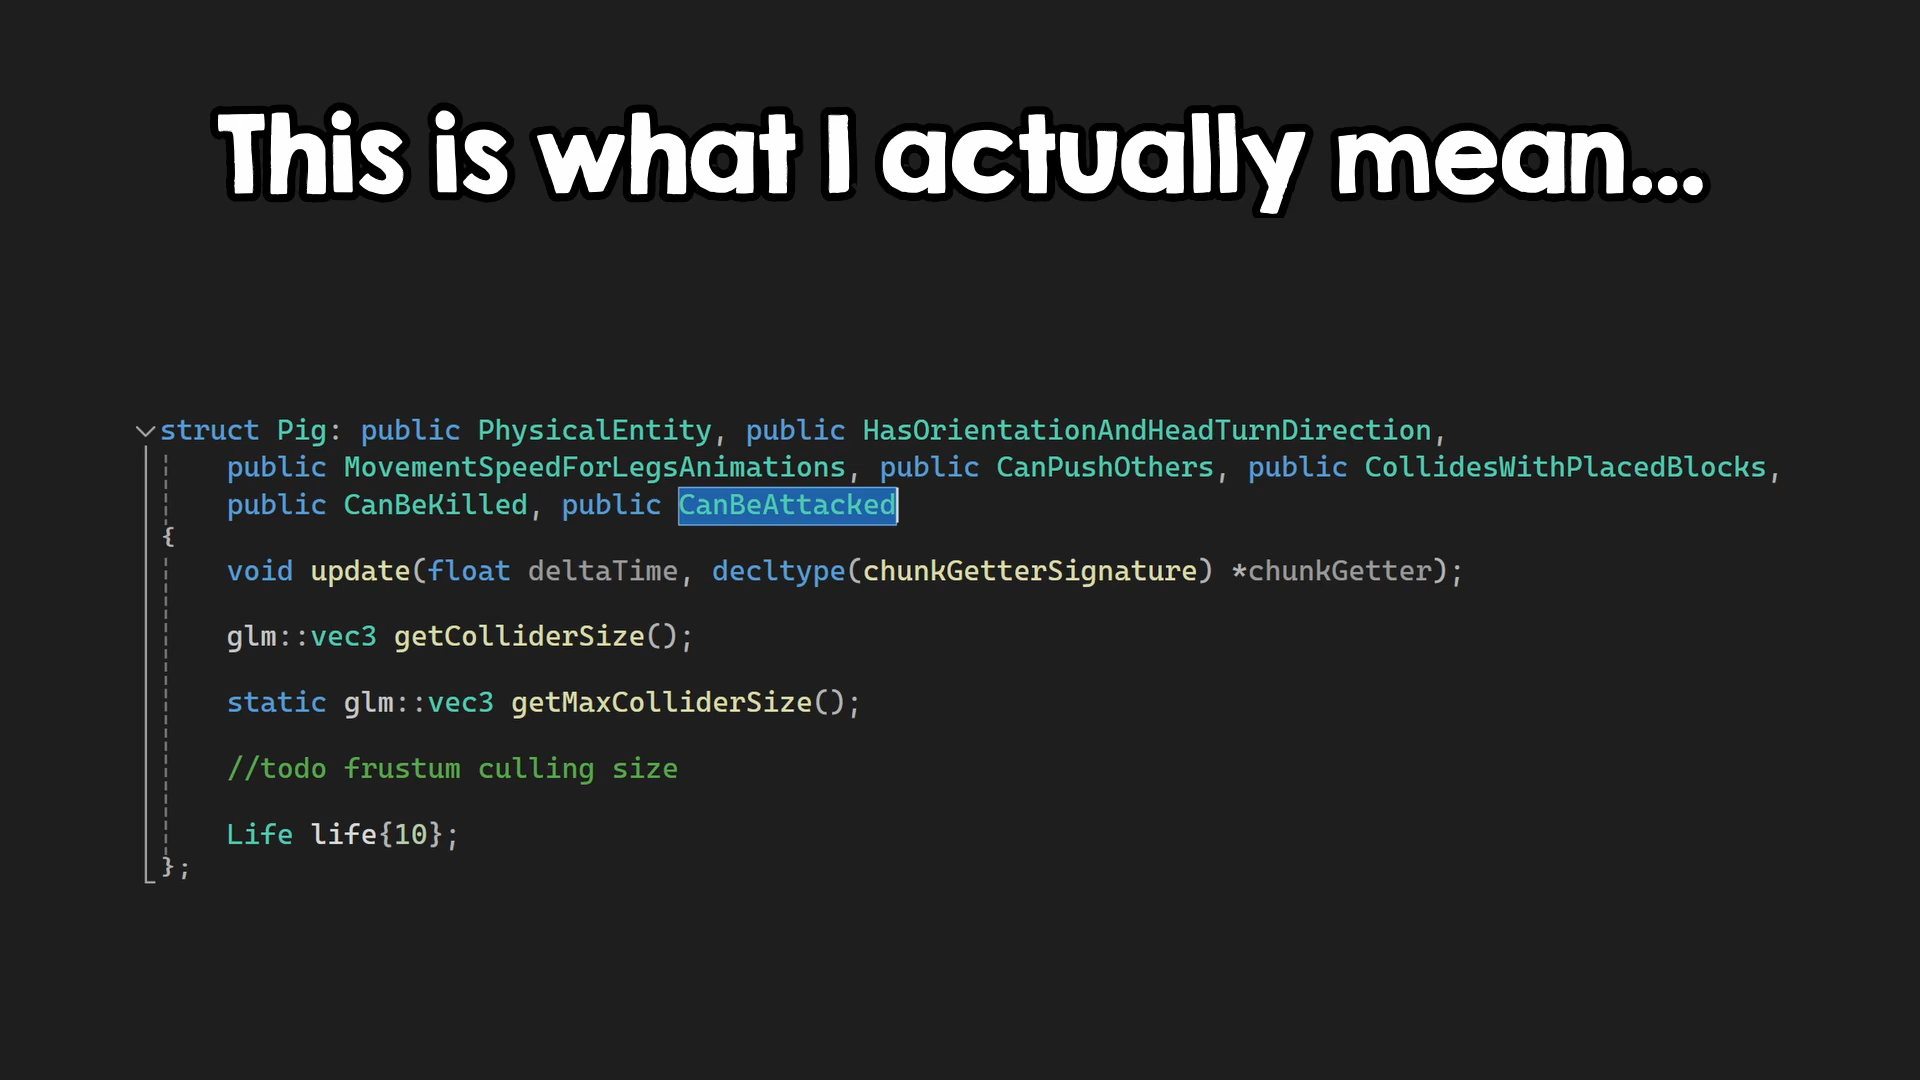 This is what I actually mean...
struct Pig: public PhysicalEntity, public HasOrientationAndHeadTurnDirection,
public MovementSpeedForLegsAnimations, public CanPushOthers, public CollidesWithPlacedBlocks,
public CanBeKilled, public CanBeAttacked
{
void update(float deltaTime, decltype(chunkGetterSignature) *chunkGetter);
glm::vec3 getColliderSize();
static glm::vec3 getMaxColliderSize();
//todo frustum culling size
Life life{10};
};